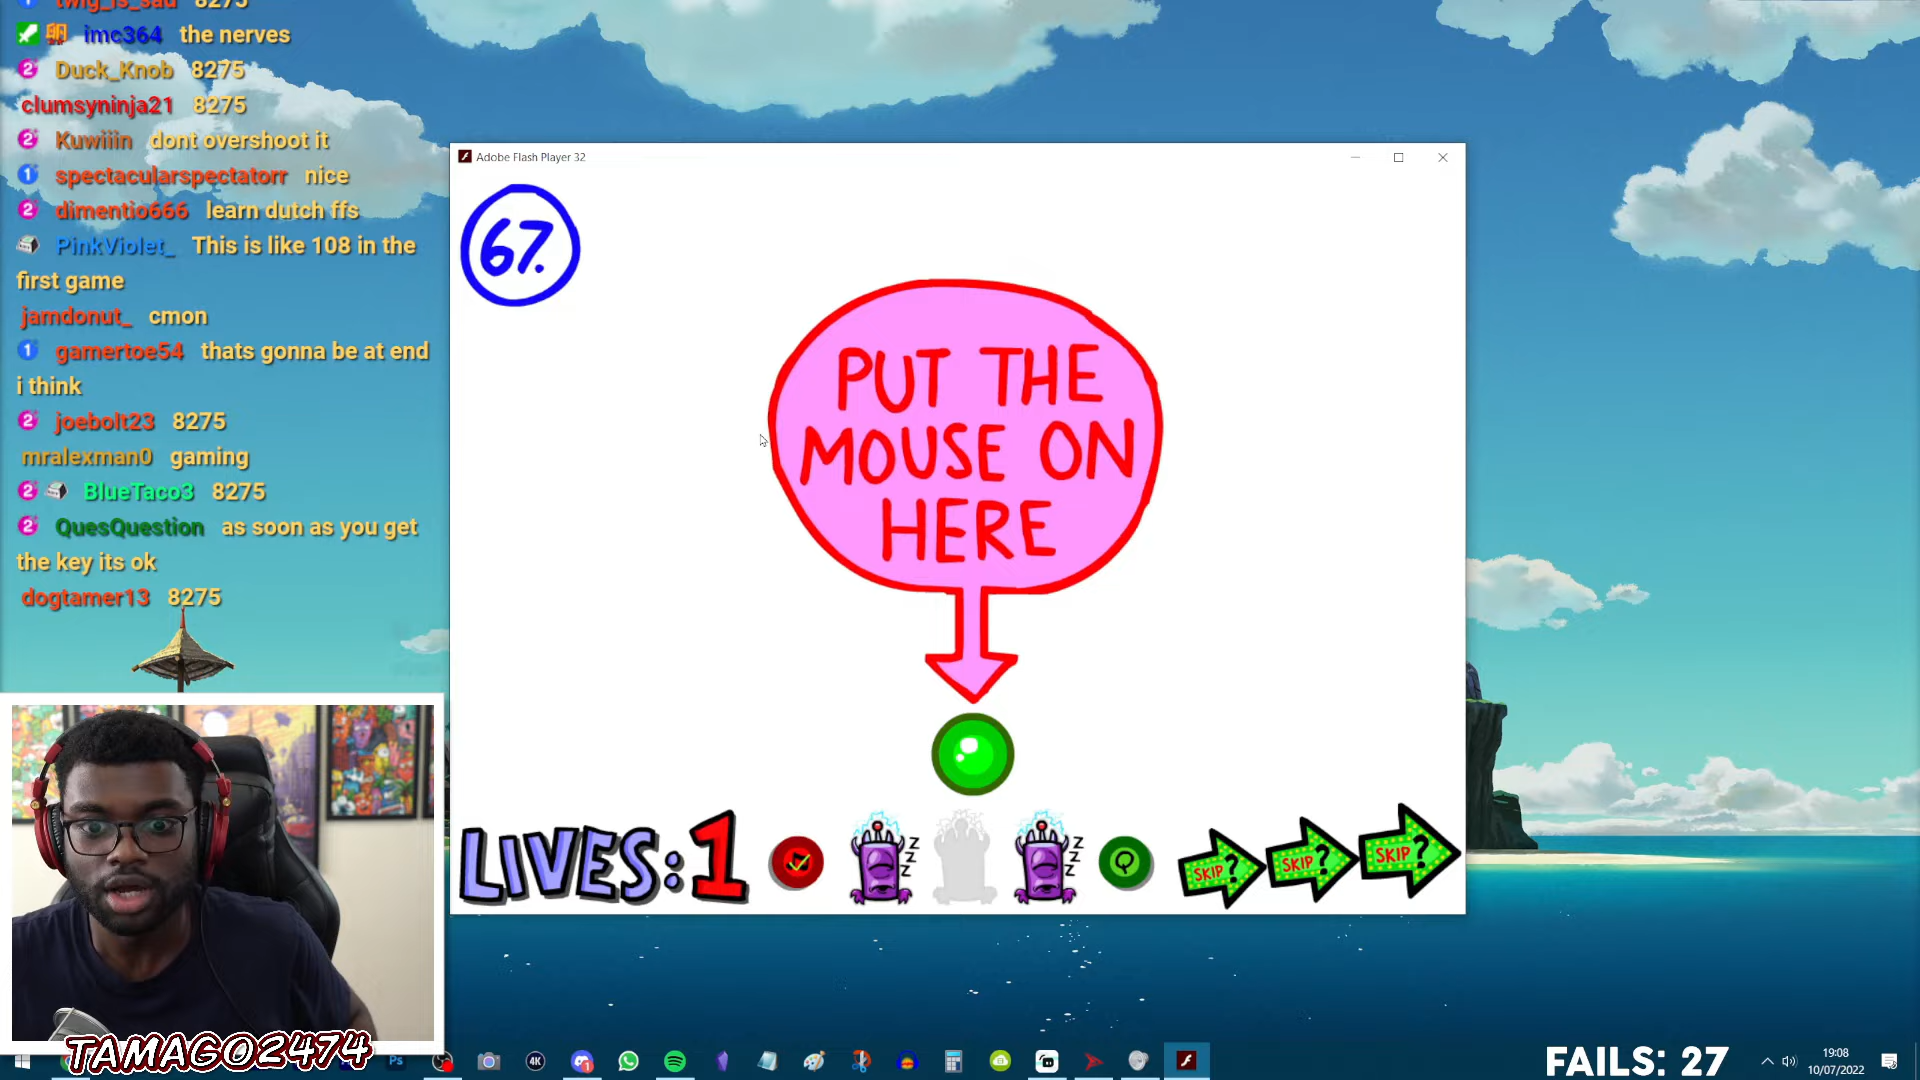 twig_is_sad 8275
imc364 the nerves
Duck_Knob 8275
clumsyninja21 8275
Kuwiiin dont overshoot it
spectacularspectatorr nice
dimentio666 learn dutch ffs
PinkViolet_ This is like 108 in the
first game
jamdonut_ cmon
gamertoe54 thats gonna be at end
i think
joebolt23 8275
mralexman0 gaming
BlueTaco3 8275
QuesQuestion as soon as you get
the key its ok
dogtamer13 8275
Adobe Flash Player 32
67.
PUT THE
MOUSE ON
HERE
LIVES: 1
Z Z Z
Z Z Z
SKIP?
SKIP?
SKIP?
TAMAGO2474
Ps
4K
FAILS: 27
19:08
10/07/2022